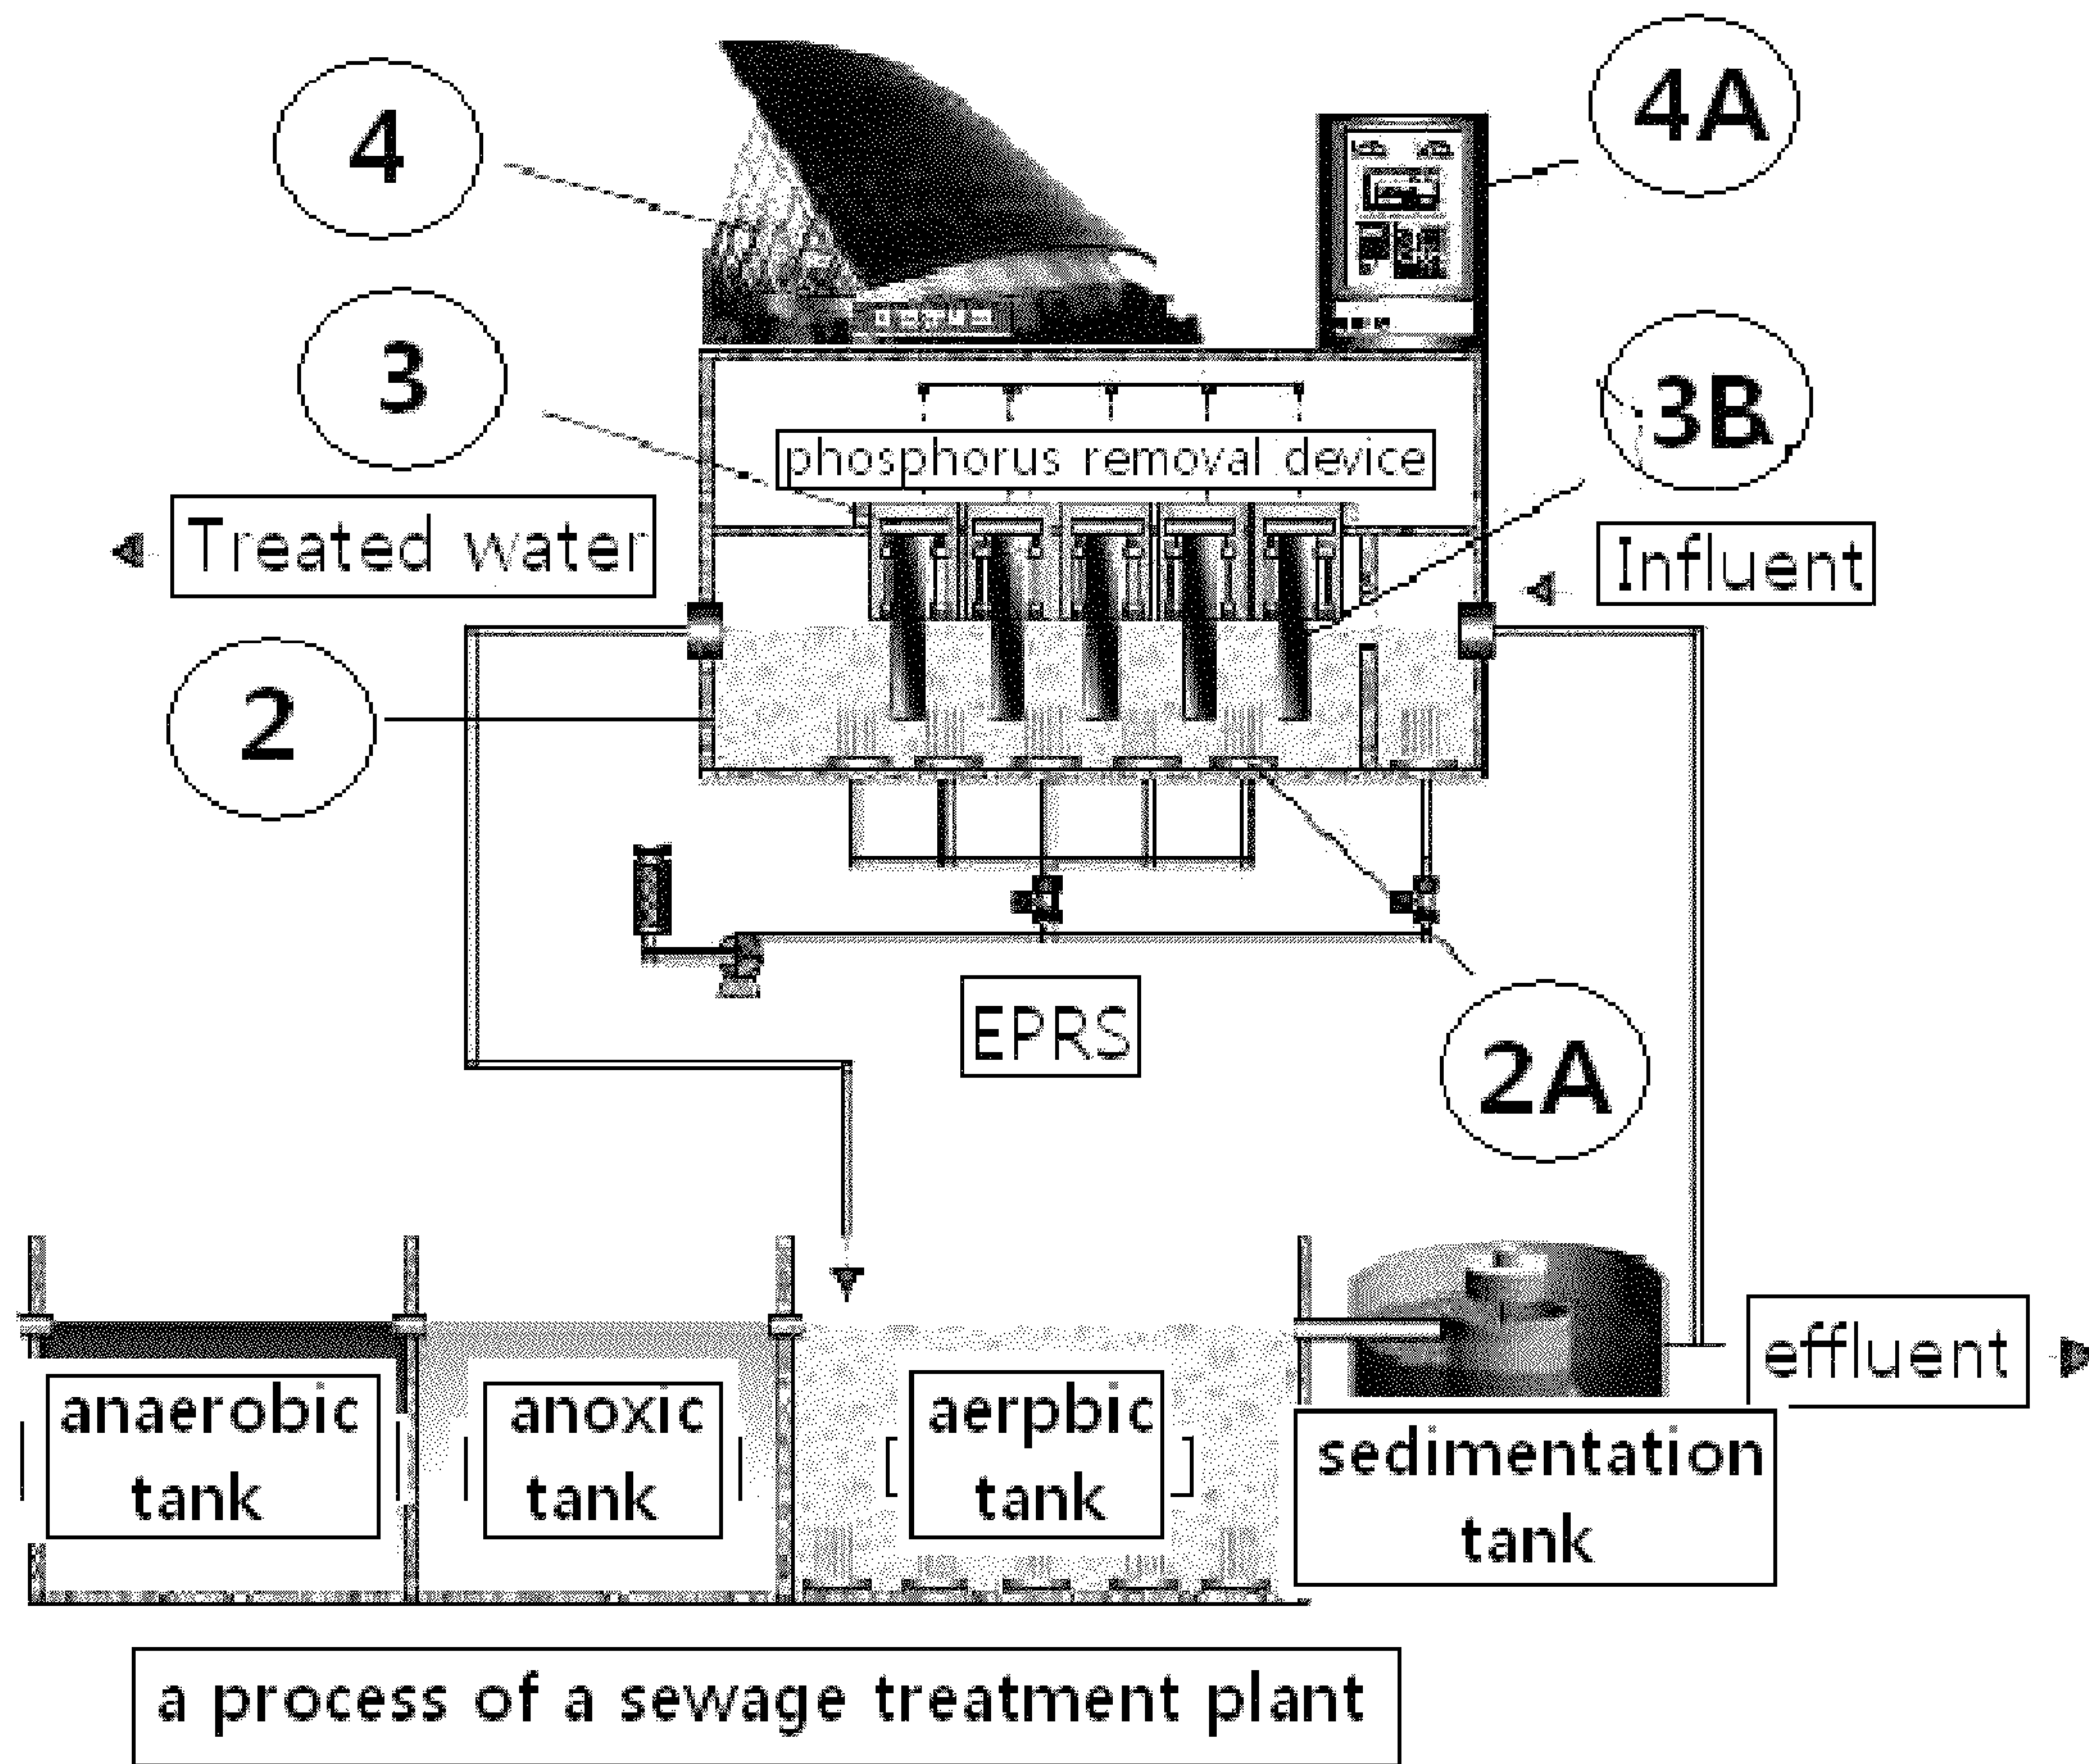 4
4A
3
3B
phosphorus removal device
Treated water
Influent
2
EPRS
2A
effluent
anaerobic
tank
anoxic
tank
aerpbic
tank
sedimentation
tank
a process of a sewage treatment plant